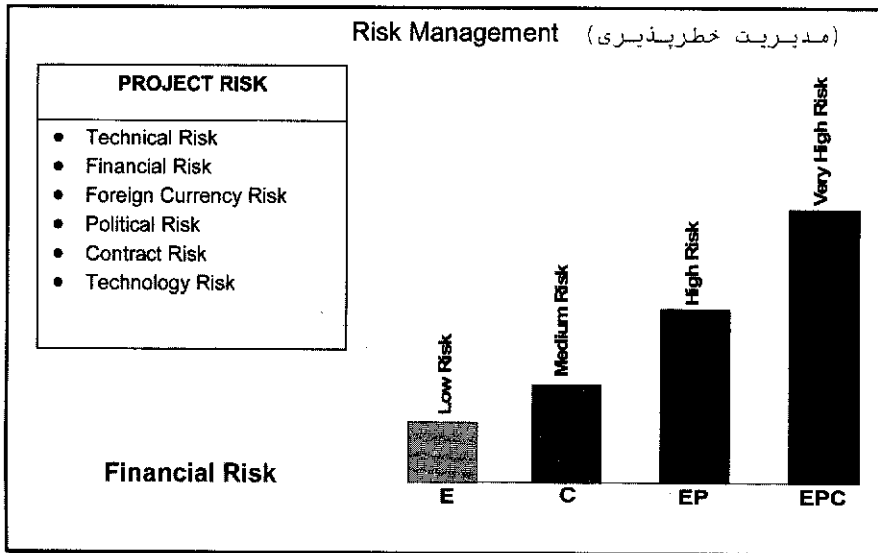 Risk Management (مدیریت خطرپذیری)
PROJECT RISK
• Technical Risk
• Financial Risk
• Foreign Currency Risk
• Political Risk
• Contract Risk
• Technology Risk
Low Risk
Medium Risk
High Risk
Very High Risk
Financial Risk
E C EP EPC